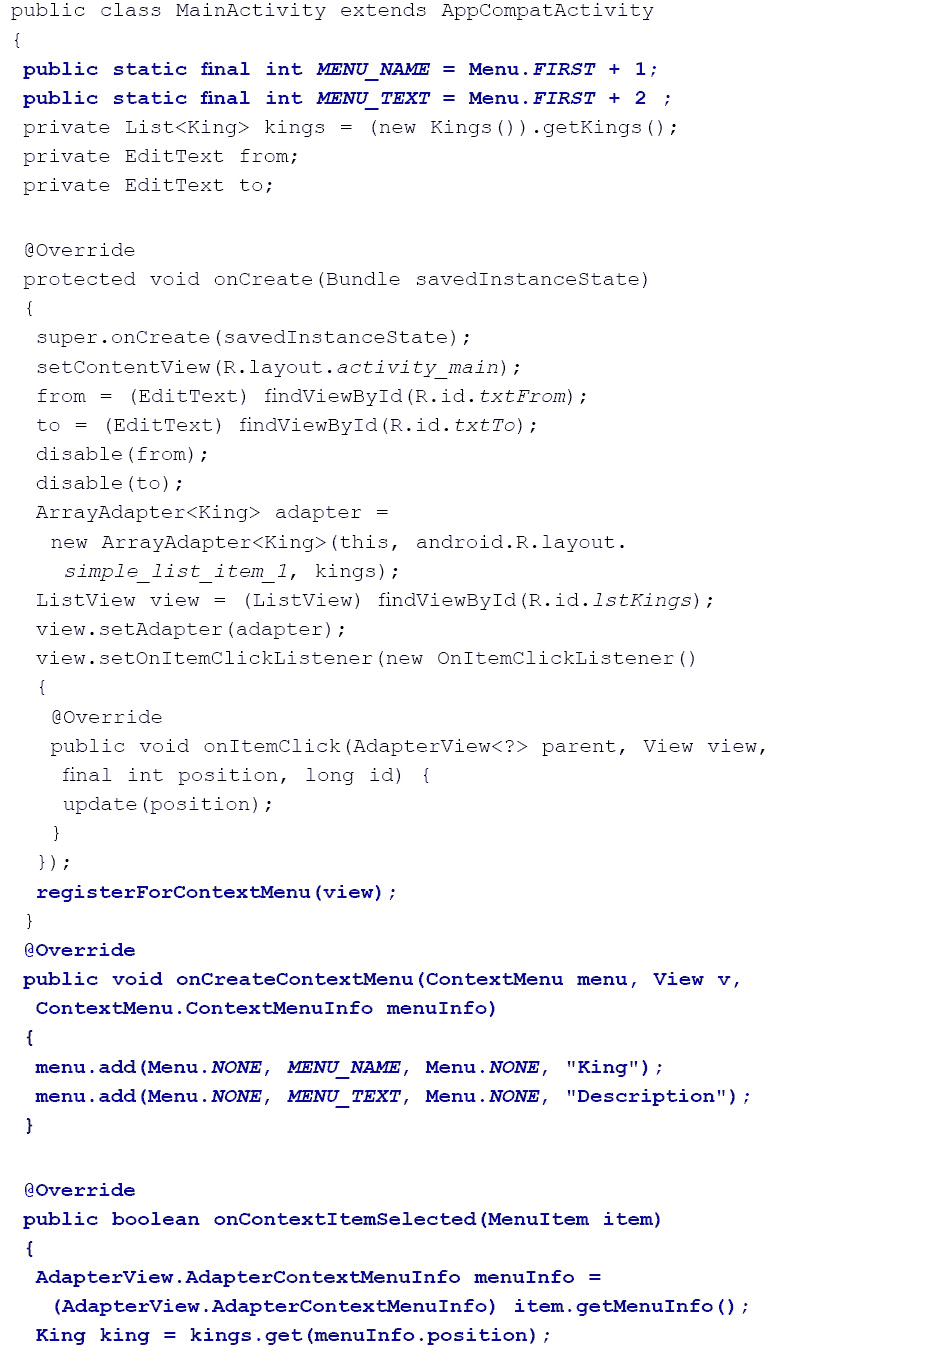 public class MainActivity extends AppCompatActivity
{
public static final int MENU_NAME = Menu.FIRST + 1;
public static final int MENU_TEXT = Menu.FIRST + 2 ;
private List<King> kings = (new Kings()).getKings();
private EditText from;
private EditText to;
@Override
protected void onCreate(Bundle savedInstanceState)
{
super.onCreate(savedInstanceState);
setContentView(R.layout.activity_main);
from = (EditText) findViewById(R.id.txtFrom);
to = (EditText) findViewById(R.id.txtTo);
disable(from);
disable(to);
ArrayAdapter<King> adapter =
new ArrayAdapter<King>(this, android.R.layout.
simple_list_item_1, kings);
ListView view = (ListView) findViewById(R.id.lstKings);
view.setAdapter(adapter);
view.setOnItemClickListener(new OnItemClickListener()
{
@Override
public void onItemClick(AdapterView<?> parent, View view,
final int position, long id) {
update(position);
}
});
registerForContextMenu(view);
}
@Override
public void onCreateContextMenu(ContextMenu menu, View v,
ContextMenu.ContextMenuInfo menuInfo)
{
menu.add(Menu.NONE, MENU_NAME, Menu.NONE, "King");
menu.add(Menu.NONE, MENU_TEXT, Menu.NONE, "Description");
}
@Override
public boolean onContextItemSelected(MenuItem item)
{
AdapterView.AdapterContextMenuInfo menuInfo =
(AdapterView.AdapterContextMenuInfo) item.getMenuInfo();
King king = kings.get(menuInfo.position);